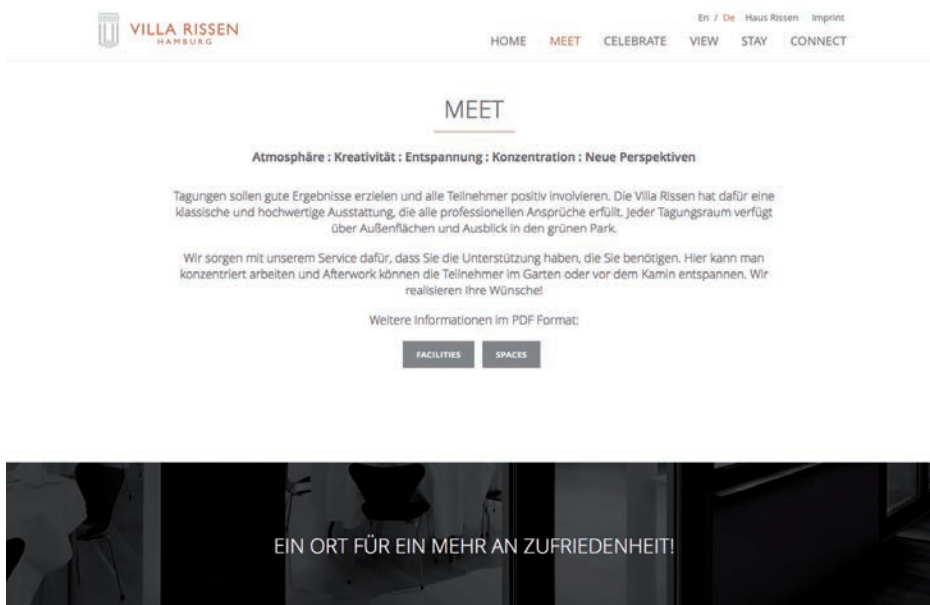 VILLA RISSEN
HAMBURG
En / De Haus Rissen Imprint
HOME MEET CELEBRATE VIEW STAY CONNECT
MEET
Atmosphäre : Kreativität : Entspannung : Konzentration : Neue Perspektiven
Tagungen sollen gute Ergebnisse erzielen und alle Teilnehmer positiv involvieren. Die Villa Rissen hat dafür eine
klassische und hochwertige Ausstattung, die alle professionellen Ansprüche erfüllt. Jeder Tagungsraum verfügt
über Außenflächen und Ausblick in den grünen Park.
Wir sorgen mit unserem Service dafür, dass Sie die Unterstützung haben, die Sie benötigen. Hier kann man
konzentriert arbeiten und Afterwork können die Teilnehmer im Garten oder vor dem Kamin entspannen. Wir
realisieren Ihre Wünsche!
Weitere Informationen im PDF Format:
FACILITIES SPACES
EIN ORT FÜR EIN MEHR AN ZUFRIEDENHEIT!